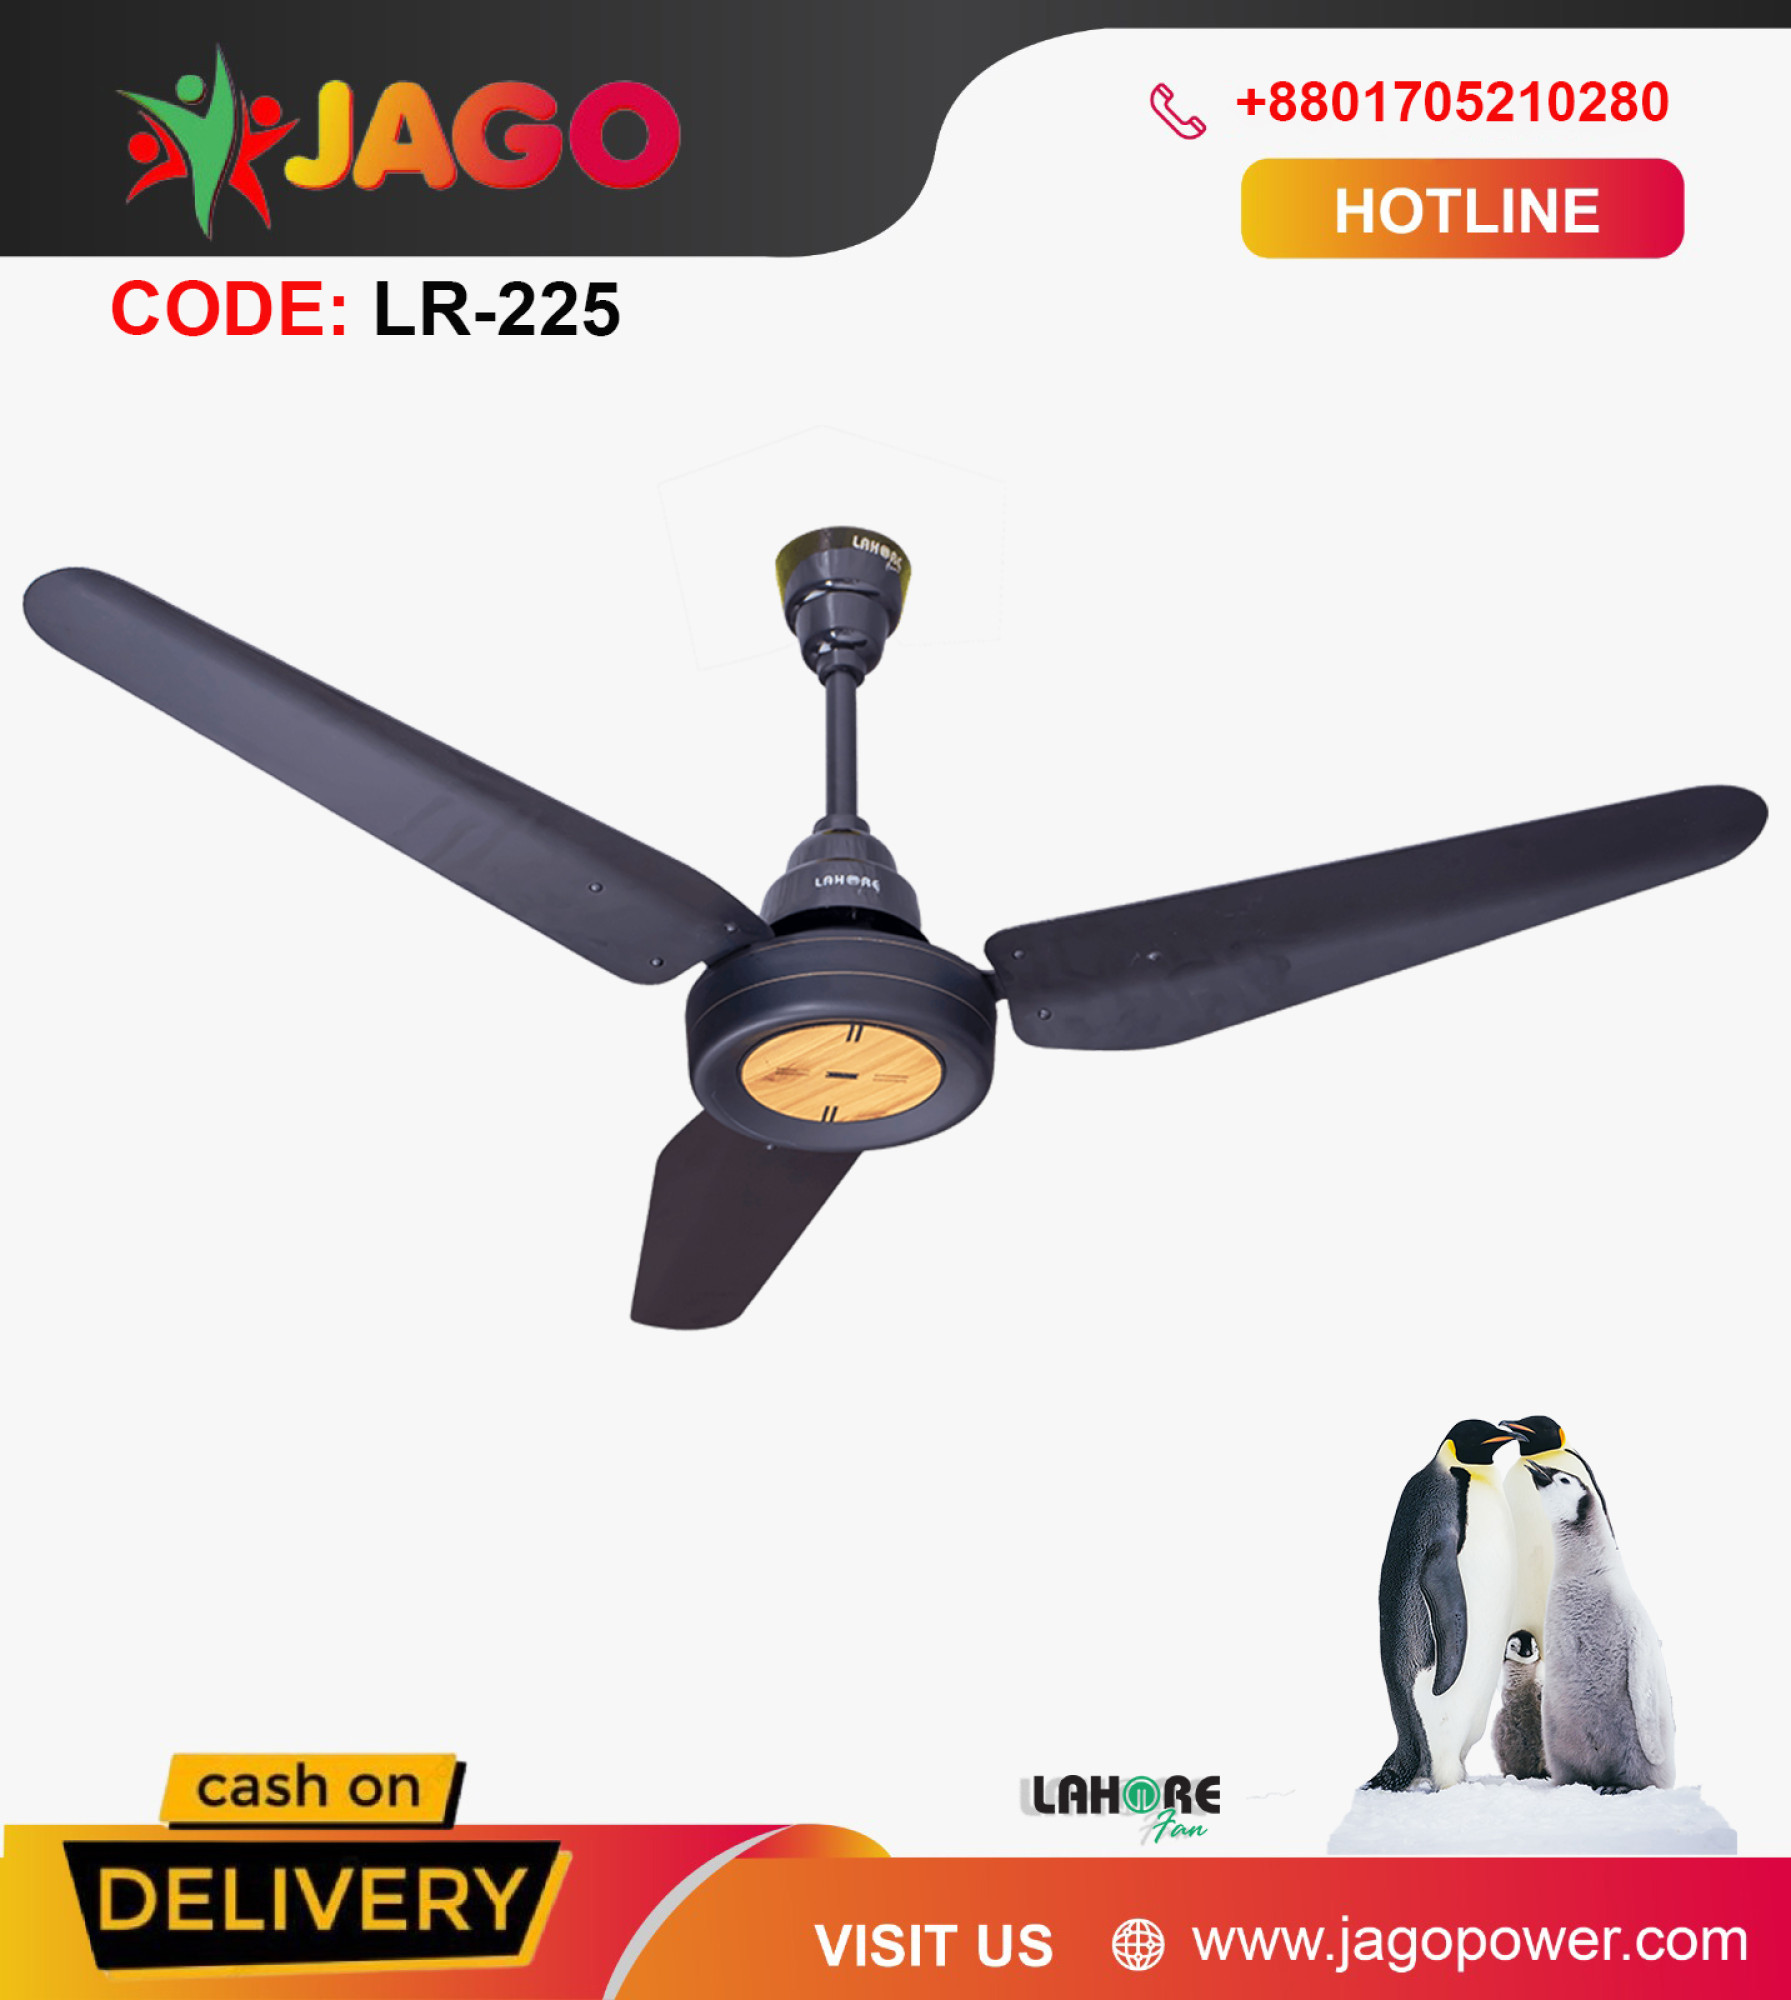 JAGO
+8801705210280
HOTLINE
CODE: LR-225
LAHORE
LAHORE
cash on
DELIVERY
LAHORE
Fan
VISIT US
www.jagopower.com